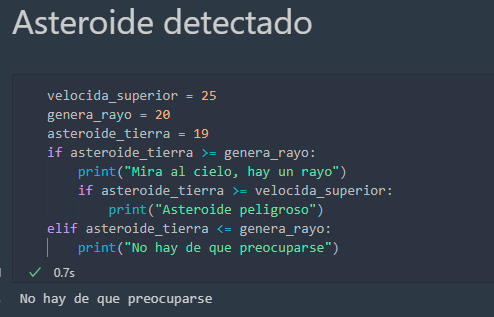 Asteroide detectado
velocida_superior = 25
genera_rayo = 20
asteroide_tierra = 19
if asteroide_tierra >= genera_rayo:
    print("Mira al cielo, hay un rayo")
    if asteroide_tierra >= velocida_superior:
        print("Asteroide peligroso")
elif asteroide_tierra <= genera_rayo:
    print("No hay de que preocuparse")
✓ 0.7s
No hay de que preocuparse